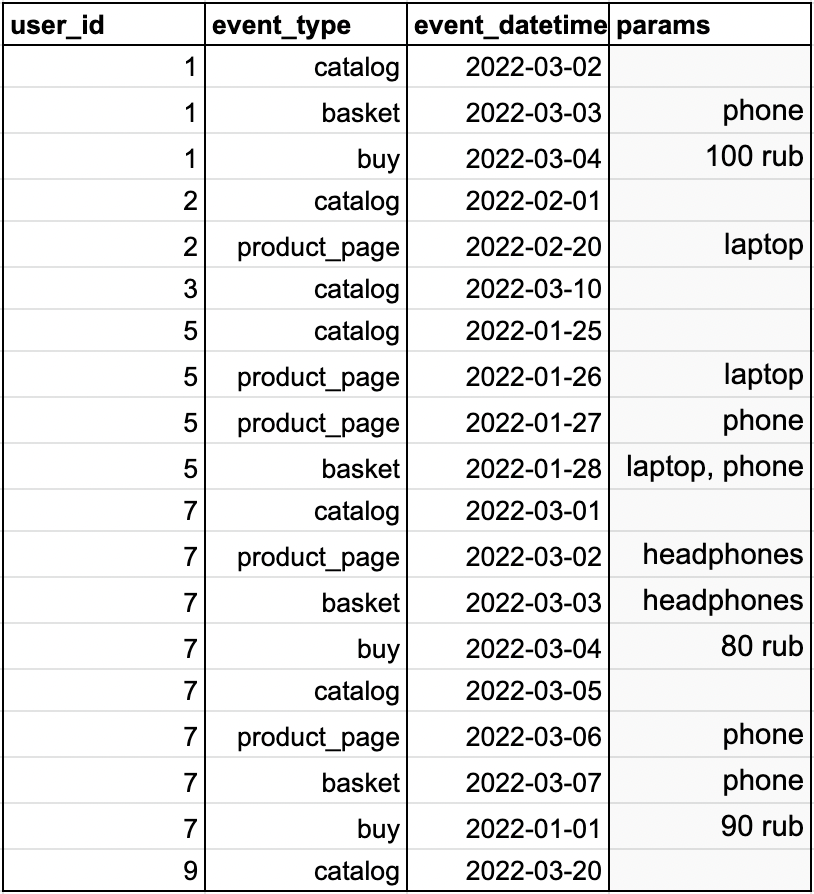 user_id event_type event_datetime params
1 catalog 2022-03-02
1 basket 2022-03-03 phone
1 buy 2022-03-04 100 rub
2 catalog 2022-02-01
2 product_page 2022-02-20 laptop
3 catalog 2022-03-10
5 catalog 2022-01-25
5 product_page 2022-01-26 laptop
5 product_page 2022-01-27 phone
5 basket 2022-01-28 laptop, phone
7 catalog 2022-03-01
7 product_page 2022-03-02 headphones
7 basket 2022-03-03 headphones
7 buy 2022-03-04 80 rub
7 catalog 2022-03-05
7 product_page 2022-03-06 phone
7 basket 2022-03-07 phone
7 buy 2022-01-01 90 rub
9 catalog 2022-03-20